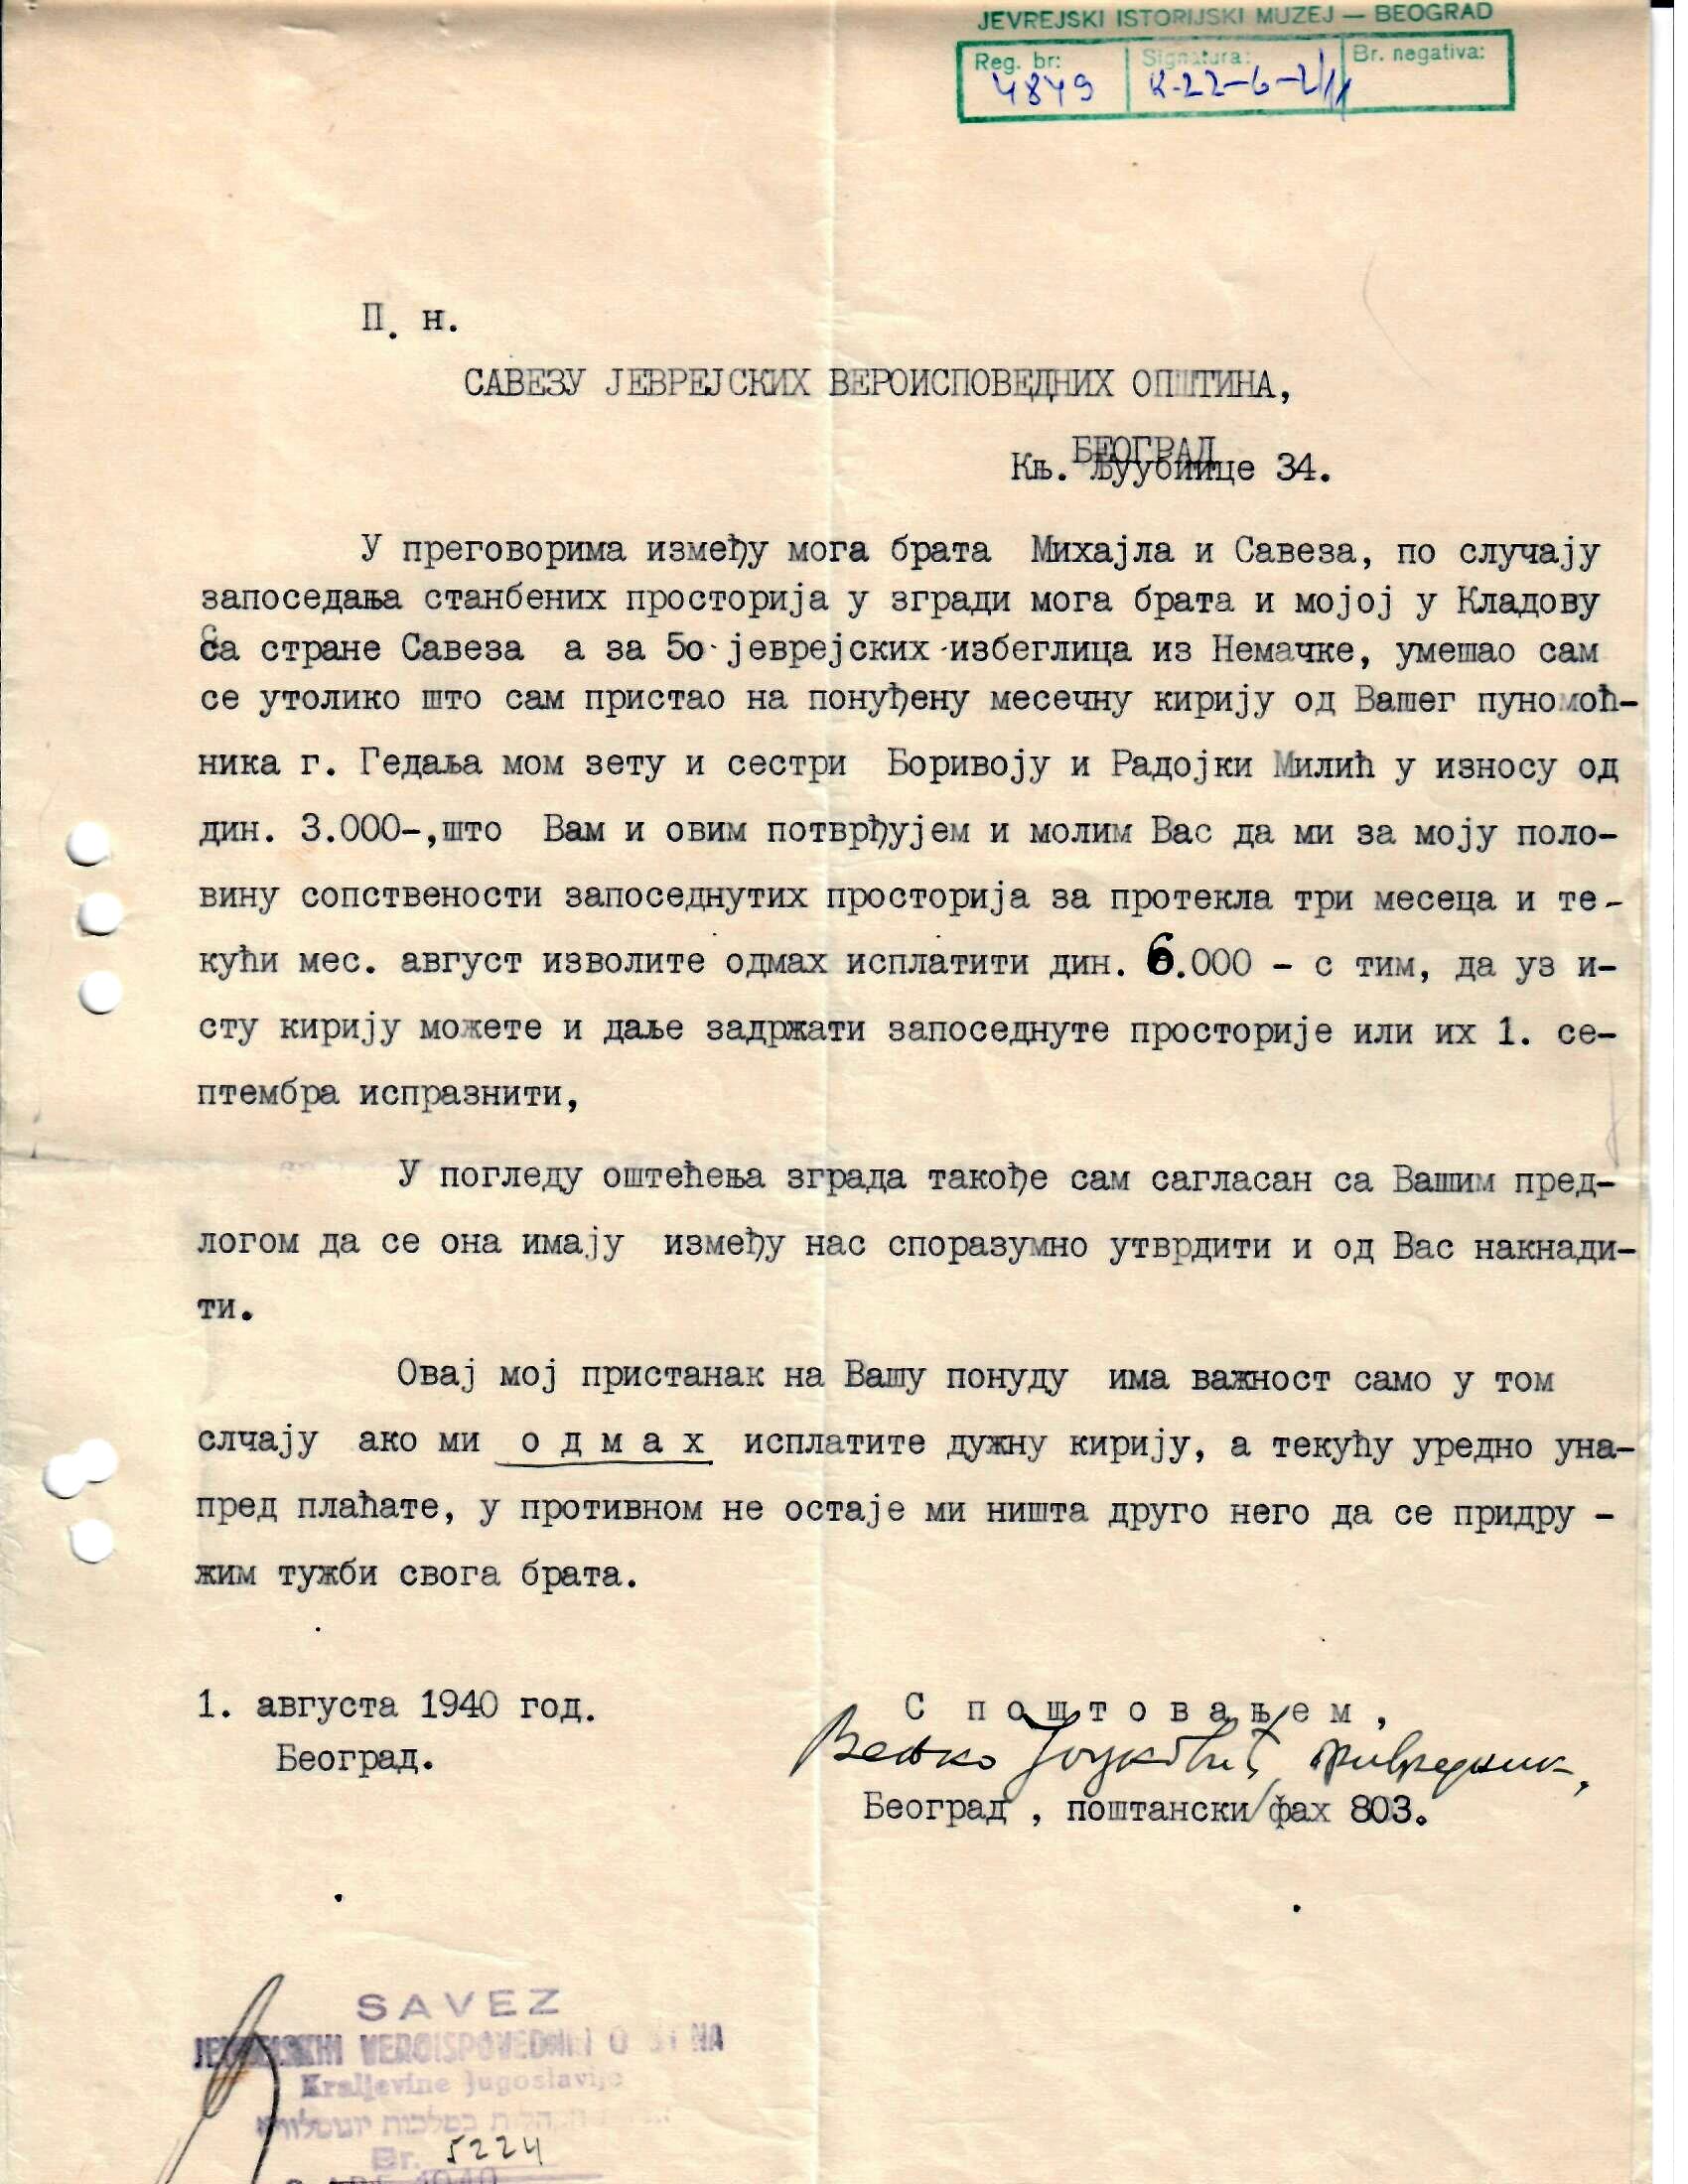 JEVREJSKI ISTORIJSKI MUZEJ — BEOGRAD
Reg. br: Signatura: Br. negativa:
4849 K-22-6-2/11
П. н.
САВЕЗУ ЈЕВРЕЈСКИХ ВЕРОИСПОВЕДНИХ ОПШТИНА,
БЕОГРАД
Књ. Љуубиице 34.
У преговорима између мога брата Михајла и Савеза, по случају
запоседања станбених просторија у згради мога брата и мојој у Кладову
са стране Савеза а за 5о јеврејских избеглица из Немачке, умешао сам
се утолико што сам пристао на понуђену месечну кирију од Вашег пуномоћ-
ника г. Гедаља мом зету и сестри Боривоју и Радојки Милић у износу од
дин. 3.000-,што Вам и овим потврђујем и молим Вас да ми за моју поло-
вину сопствености запоседнутих просторија за протекла три месеца и те-
кући мес. август изволите одмах исплатити дин. 6.000 - с тим, да уз и-
сту кирију можете и даље задржати запоседнуте просторије или их 1. се-
птембра испразнити,
У погледу оштећења зграда такође сам сагласан са Вашим пред-
логом да се она имају између нас споразумно утврдити и од Вас накнади-
ти.
Овај мој пристанак на Вашу понуду има важност само у том
слчају ако ми о д м а х исплатите дужну кирију, а текућу уредно уна-
пред плаћате, у противном не остаје ми ништа друго него да се придру -
жим тужби свога брата.
1. августа 1940 год.
Београд.
С п о ш т о в а њ е м ,
привредник,
Београд , поштански фах 803.
SAVEZ
VEROISPOVEDNIH
Kraljevine Jugoslavije
Br. 5224
1940